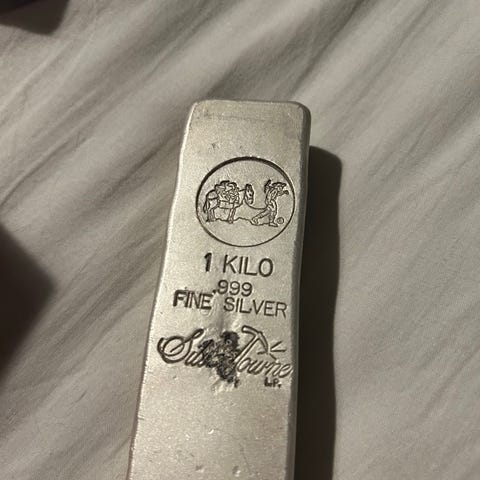 1 KILO
.999
FINE SILVER
SilverTowne
L.P.